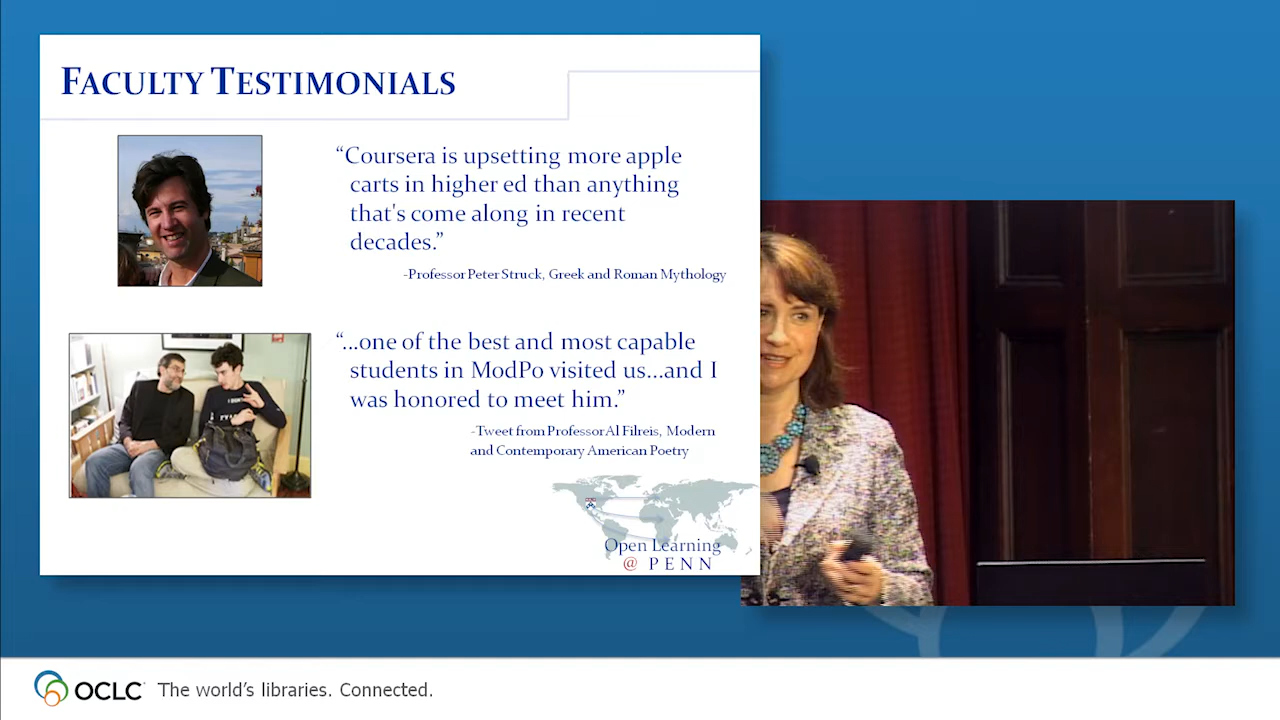 FACULTY TESTIMONIALS
“Coursera is upsetting more apple
carts in higher ed than anything
that's come along in recent
decades.”
-Professor Peter Struck, Greek and Roman Mythology
“...one of the best and most capable
students in ModPo visited us...and I
was honored to meet him.”
-Tweet from Professor Al Filreis, Modern
and Contemporary American Poetry
Open Learning
@ PENN
OCLC The world’s libraries. Connected.